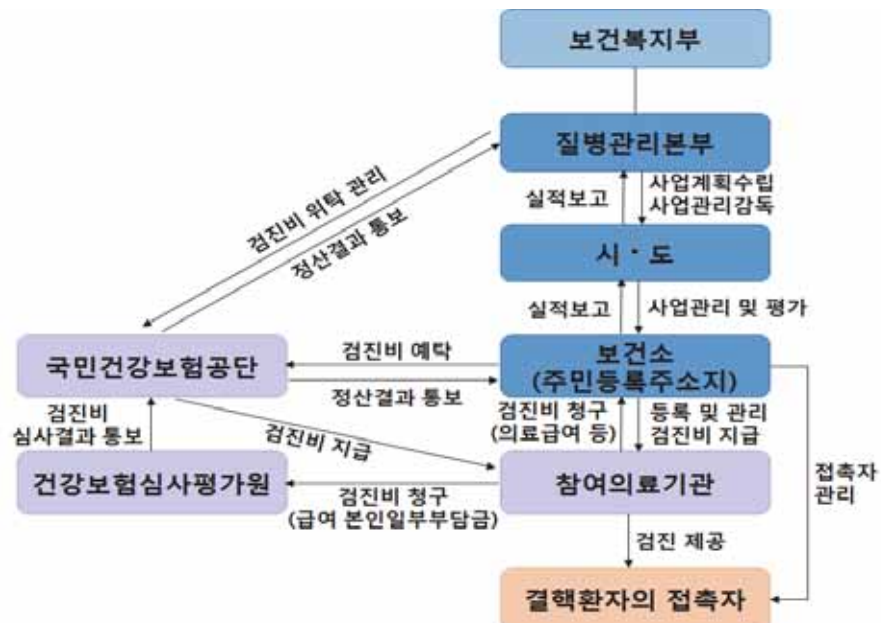 보건복지부
질병관리본부
검진비 위탁 관리
정산결과 통보
실적보고
사업계획수립
사업관리감독
시 · 도
실적보고
사업관리 및 평가
국민건강보험공단
검진비 예탁
정산결과 통보
보건소
(주민등록주소지)
검진비
심사결과 통보
검진비 지급
검진비 청구
(의료급여 등)
등록 및 관리
검진비 지급
건강보험심사평가원
검진비 청구
(급여 본인일부부담금)
참여의료기관
접촉자
관리
검진 제공
결핵환자의 접촉자